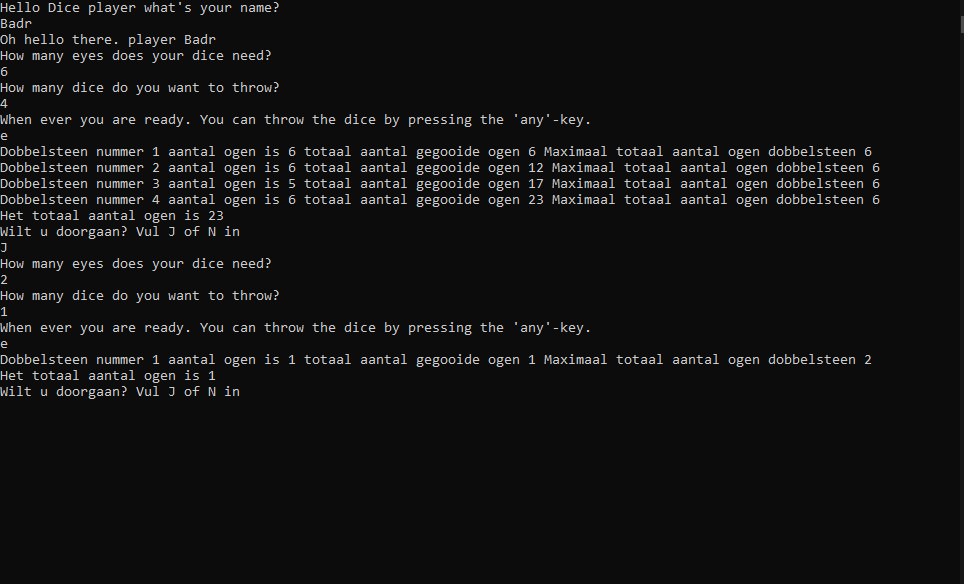 Hello Dice player what's your name?
Badr
Oh hello there. player Badr
How many eyes does your dice need?
6
How many dice do you want to throw?
4
When ever you are ready. You can throw the dice by pressing the 'any'-key.
e
Dobbelsteen nummer 1 aantal ogen is 6 totaal aantal gegooide ogen 6 Maximaal totaal aantal ogen dobbelsteen 6
Dobbelsteen nummer 2 aantal ogen is 6 totaal aantal gegooide ogen 12 Maximaal totaal aantal ogen dobbelsteen 6
Dobbelsteen nummer 3 aantal ogen is 5 totaal aantal gegooide ogen 17 Maximaal totaal aantal ogen dobbelsteen 6
Dobbelsteen nummer 4 aantal ogen is 6 totaal aantal gegooide ogen 23 Maximaal totaal aantal ogen dobbelsteen 6
Het totaal aantal ogen is 23
Wilt u doorgaan? Vul J of N in
J
How many eyes does your dice need?
2
How many dice do you want to throw?
1
When ever you are ready. You can throw the dice by pressing the 'any'-key.
e
Dobbelsteen nummer 1 aantal ogen is 1 totaal aantal gegooide ogen 1 Maximaal totaal aantal ogen dobbelsteen 2
Het totaal aantal ogen is 1
Wilt u doorgaan? Vul J of N in